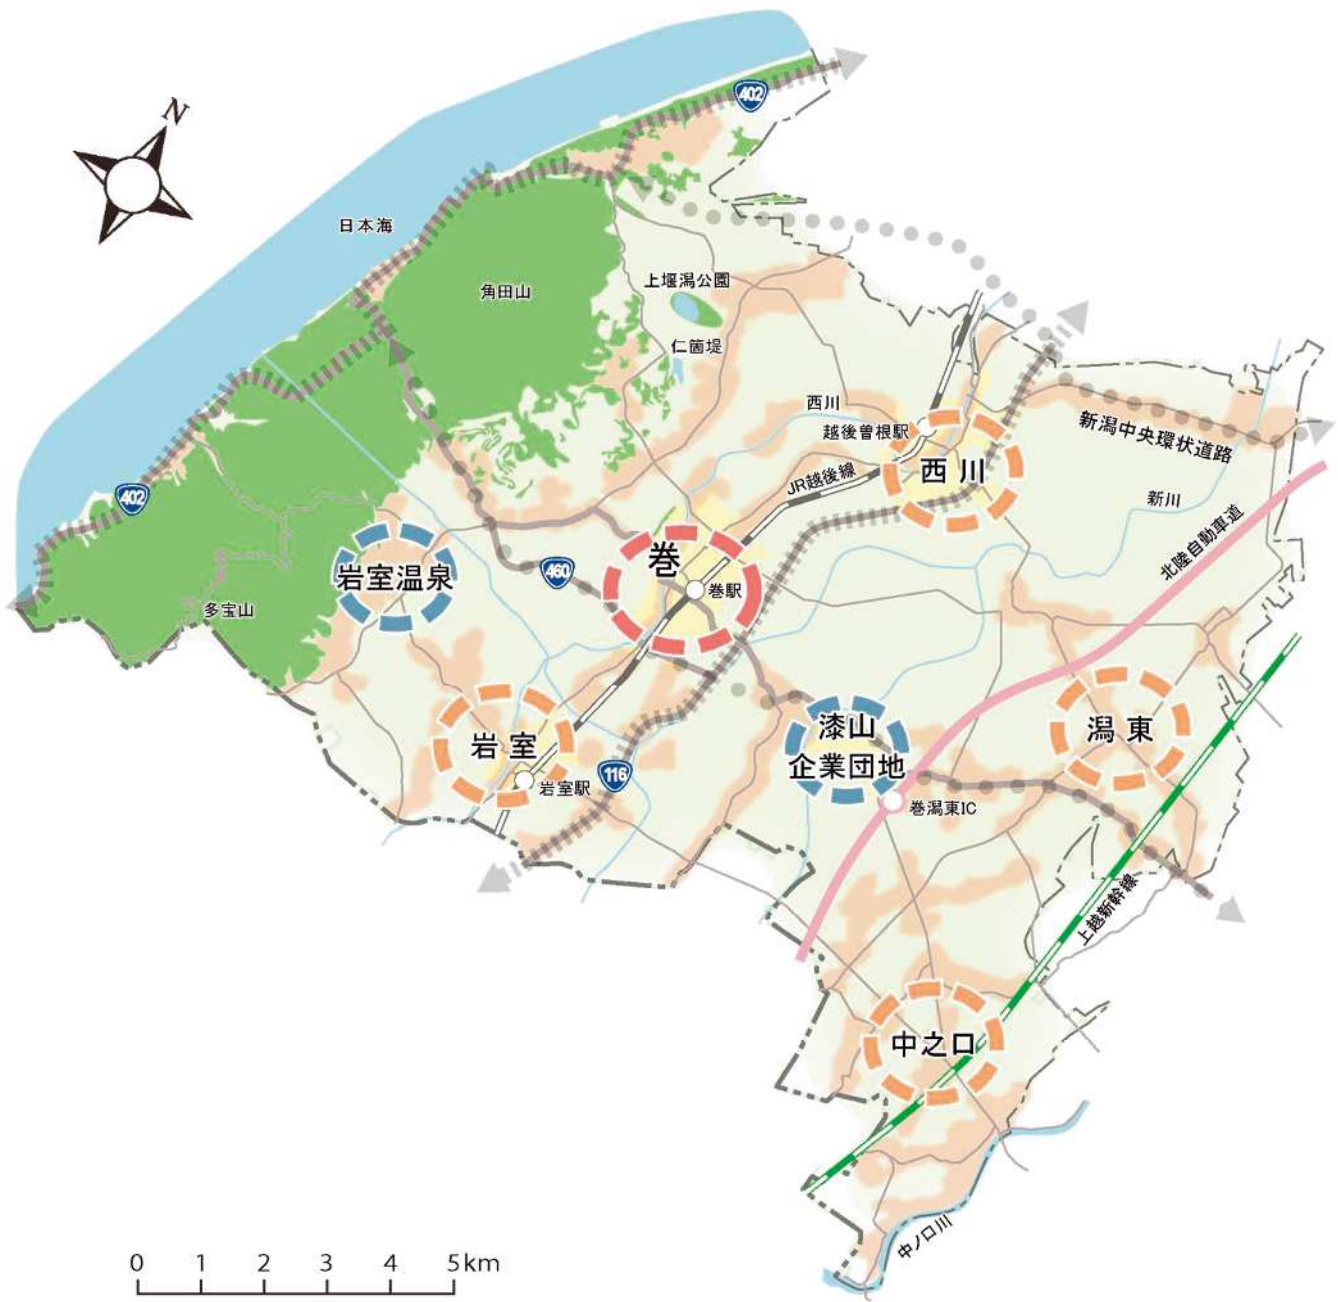 402
N
日本海
角田山
上堰潟公園
仁箇堤
西川
越後曽根駅
新潟中央環状道路
西川
JR越後線
新川
402
北陸自動車道
岩室温泉
460
巻
巻駅
多宝山
漆山
企業団地
潟東
岩室
116
岩室駅
巻潟東IC
上越新幹線
中之口
中ノ口川
0 1 2 3 4 5km